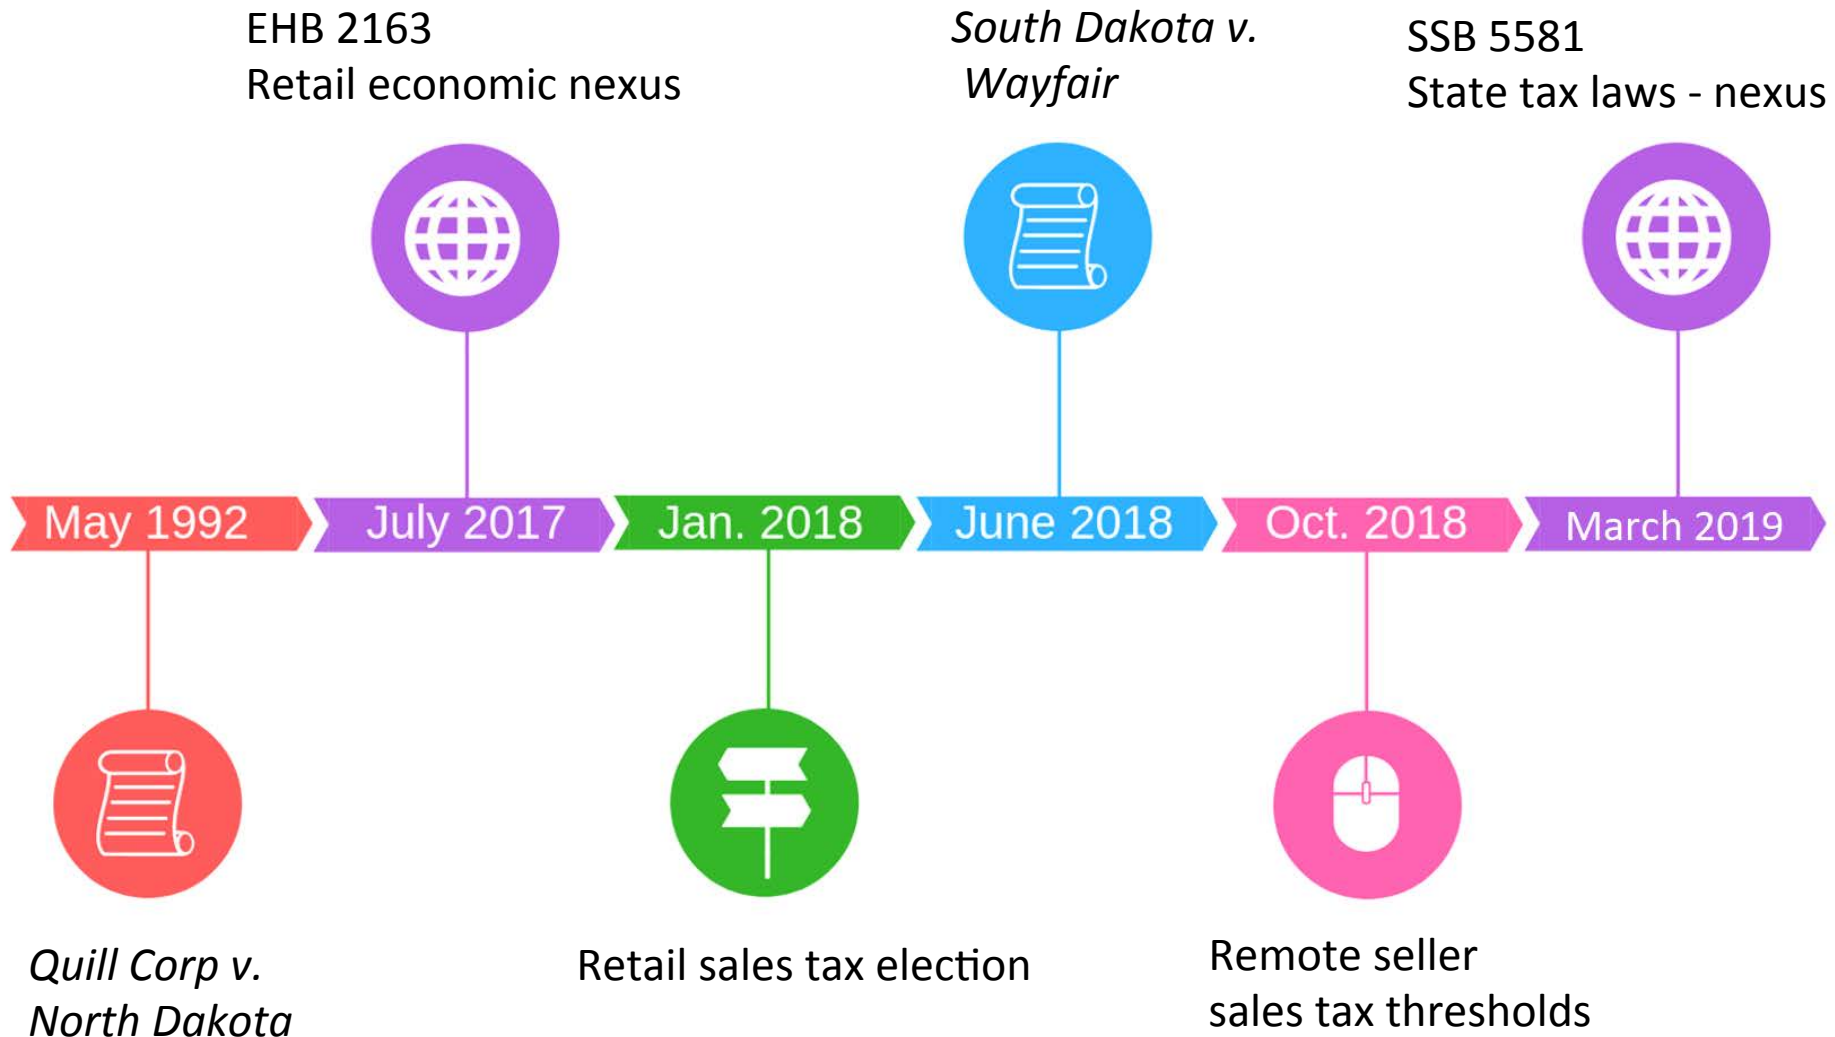 EHB 2163
Retail economic nexus
South Dakota v.
Wayfair
SSB 5581
State tax laws - nexus
May 1992
July 2017
Jan. 2018
June 2018
Oct. 2018
March 2019
Quill Corp v.
North Dakota
Retail sales tax election
Remote seller
sales tax thresholds